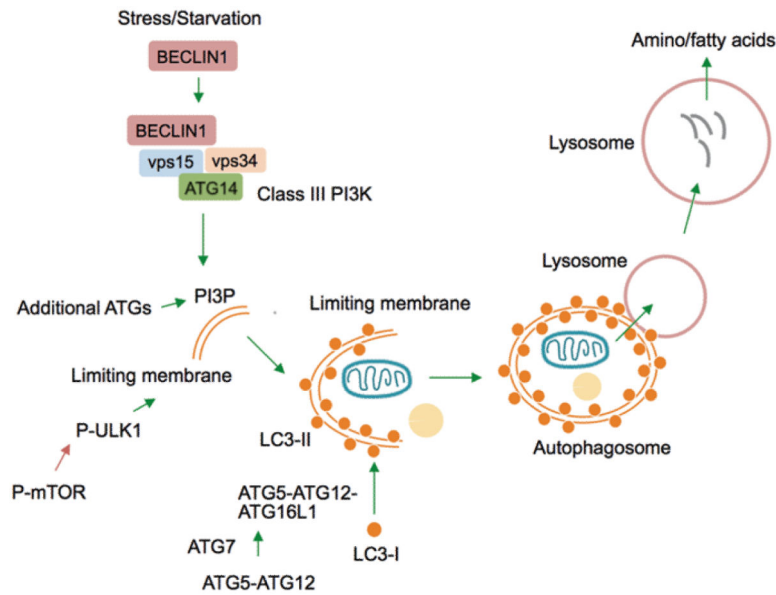 Stress/Starvation
BECLIN1
BECLIN1
vps15
vps34
ATG14
Class III PI3K
Additional ATGs
PI3P
Limiting membrane
P-ULK1
P-mTOR
Limiting membrane
LC3-II
ATG5-ATG12-
ATG16L1
ATG7
ATG5-ATG12
LC3-I
Autophagosome
Lysosome
Lysosome
Amino/fatty acids